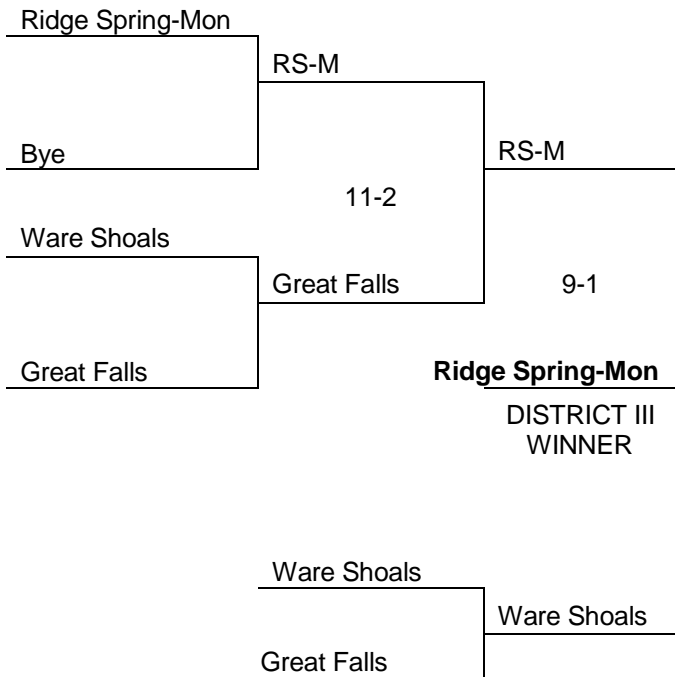 Ridge Spring-Mon
RS-M
Bye
RS-M
11-2
Ware Shoals
Great Falls
9-1
Great Falls
Ridge Spring-Mon
DISTRICT III
WINNER
Ware Shoals
Ware Shoals
Great Falls